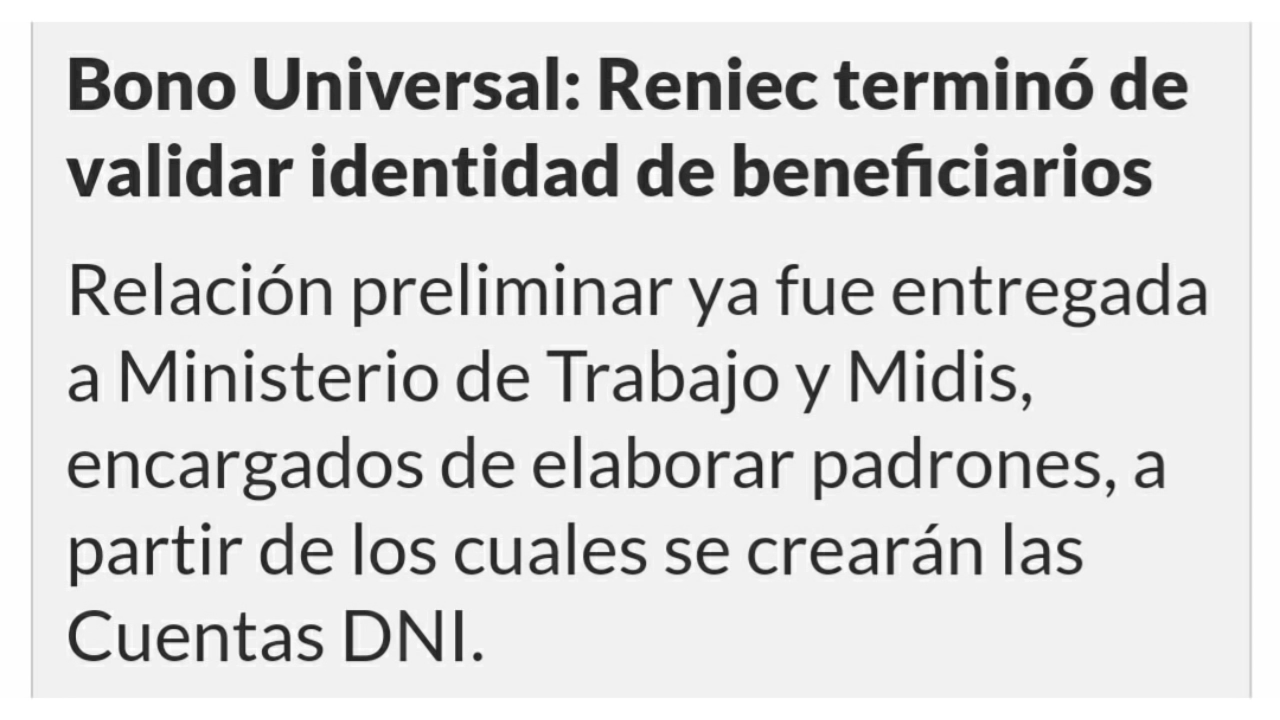 Bono Universal: Reniec terminó de
validar identidad de beneficiarios
Relación preliminar ya fue entregada
a Ministerio de Trabajo y Midis,
encargados de elaborar padrones, a
partir de los cuales se crearán las
Cuentas DNI.